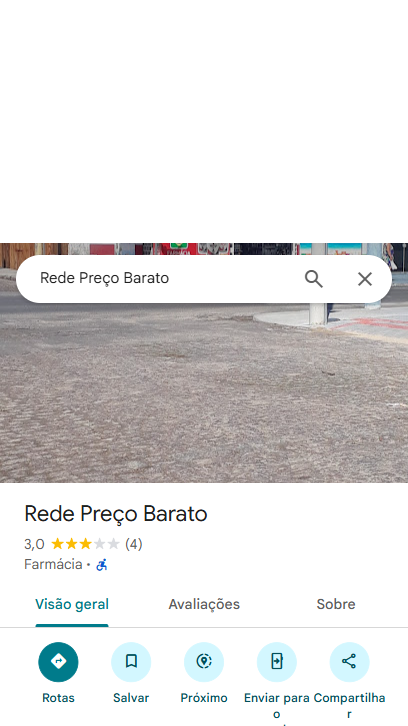 Rede Preço Barato
Rede Preço Barato
3,0 (4)
Farmácia ·
Visão geral Avaliações Sobre
Rotas Salvar Próximo Enviar para o Compartilhar